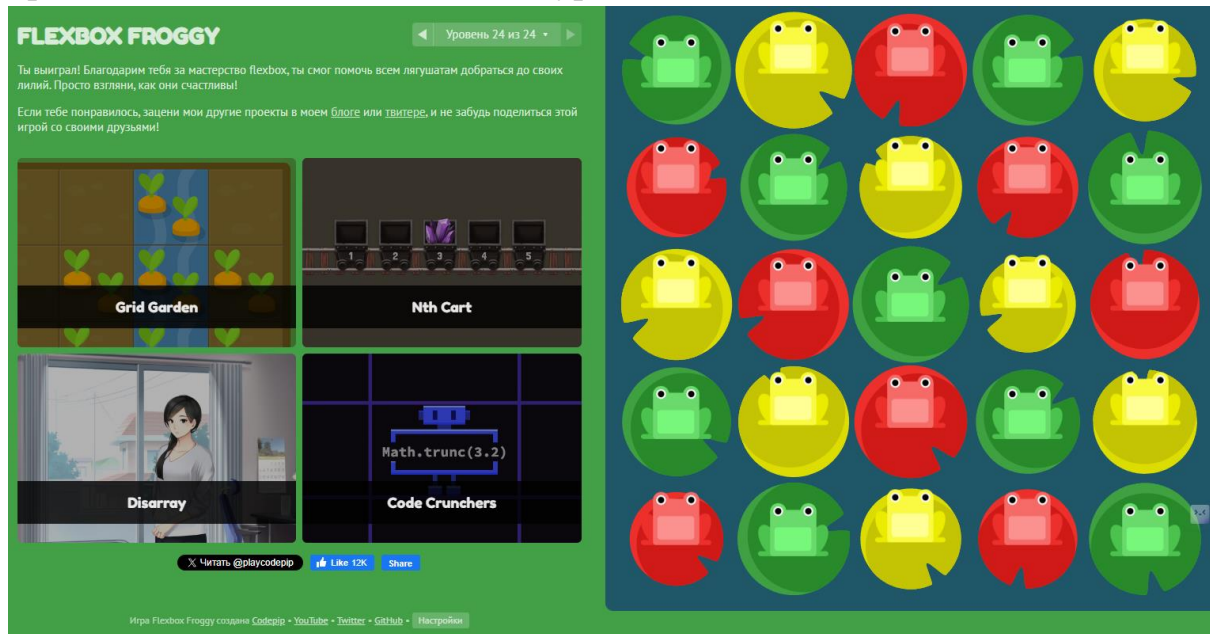 FLEXBOX FROGGY
Уровень 24 из 24
Ты выиграл! Благодарим тебя за мастерство flexbox, ты смог помочь всем лягушатам добраться до своих
лилий. Просто взгляни, как они счастливы!
Если тебе понравилось, зацени мои другие проекты в моем блоге или твитере, и не забудь поделиться этой
игрой со своими друзьями!
Grid Garden
1 2 3 4 5
Nth Cart
Disarray
Math.trunc(3.2)
Code Crunchers
Читать @playcodepip
Like 12K
Share
Игра Flexbox Froggy создана Codepip • YouTube • Twitter • GitHub • Настройки